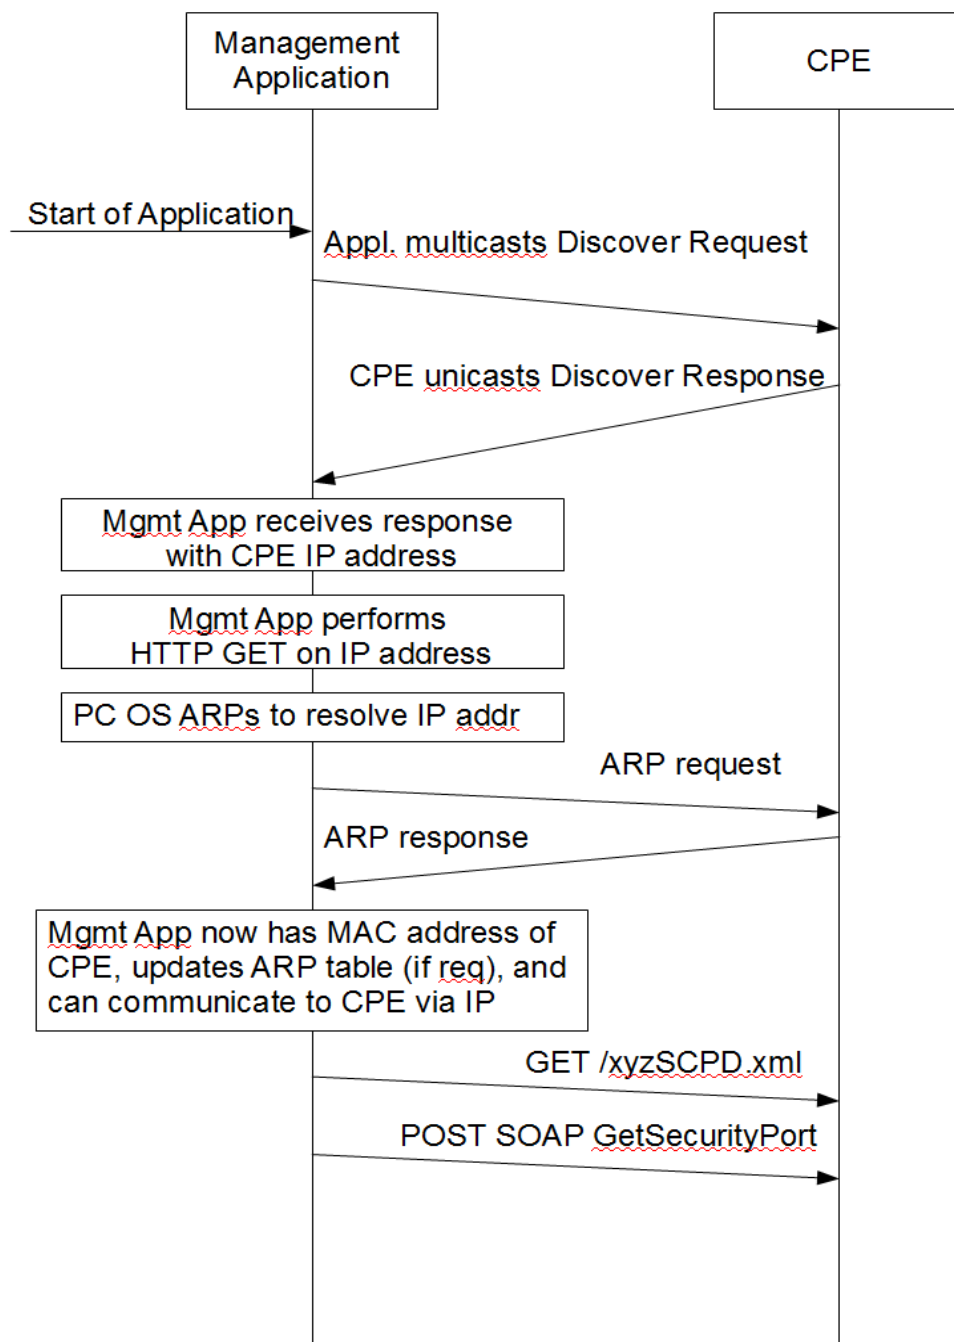 Management
Application
CPE
Start of Application
Appl. multicasts Discover Request
CPE unicasts Discover Response
Mgmt App receives response
with CPE IP address
Mgmt App performs
HTTP GET on IP address
PC OS ARPs to resolve IP addr
ARP request
ARP response
Mgmt App now has MAC address of
CPE, updates ARP table (if req), and
can communicate to CPE via IP
GET /xyzSCPD.xml
POST SOAP GetSecurityPort